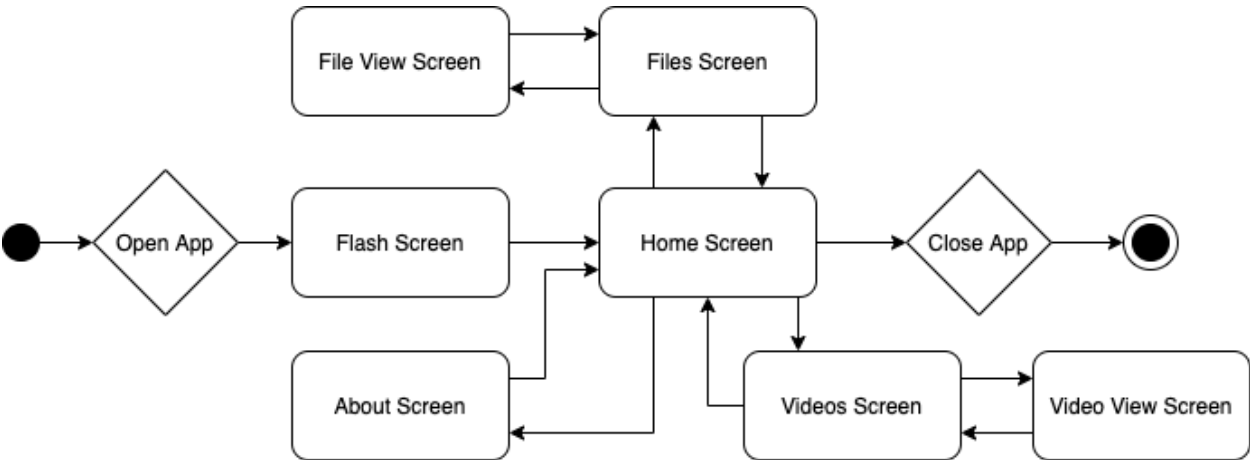 File View Screen
Files Screen
Open App
Flash Screen
Home Screen
Close App
About Screen
Videos Screen
Video View Screen